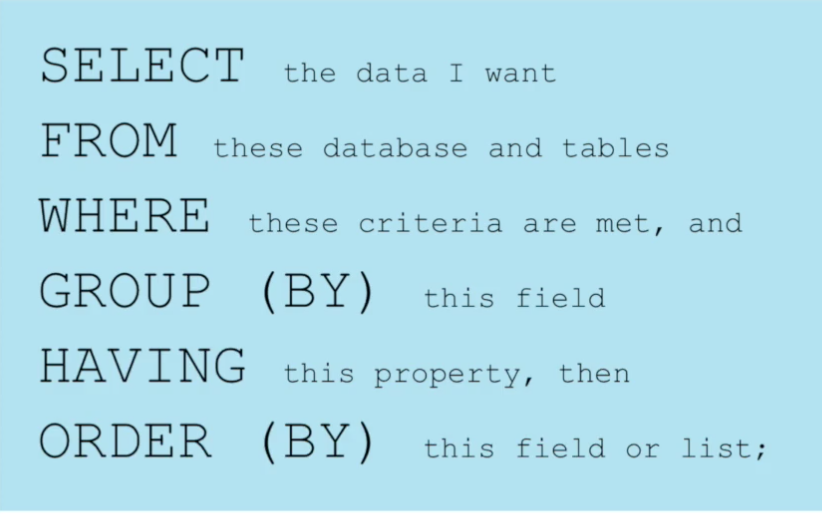 SELECT the data I want
FROM these database and tables
WHERE these criteria are met, and
GROUP (BY) this field
HAVING this property, then
ORDER (BY) this field or list;